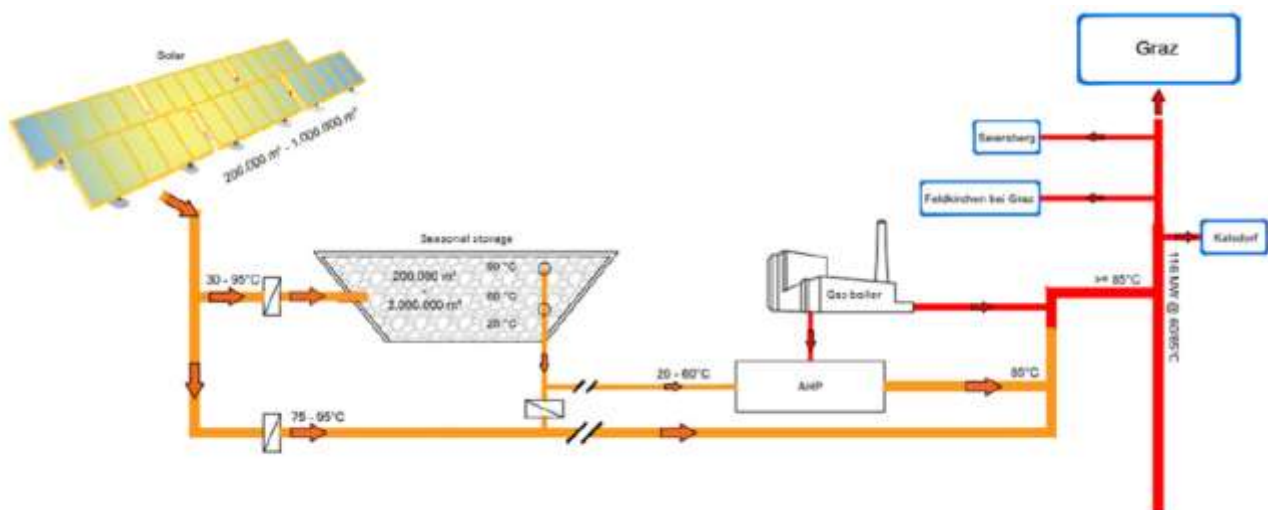 Solar
200.000 m² - 1.000.000 m²
Graz
Seiersberg
Feldkirchen bei Graz
Kalsdorf
Seasonal storage
30 - 95°C
200.000 m³
-
2.000.000 m³
90 °C
60 °C
20 °C
Gas boiler
>= 85°C
116 MW @ 60/85°C
20 - 60°C
AHP
85°C
75 - 95°C